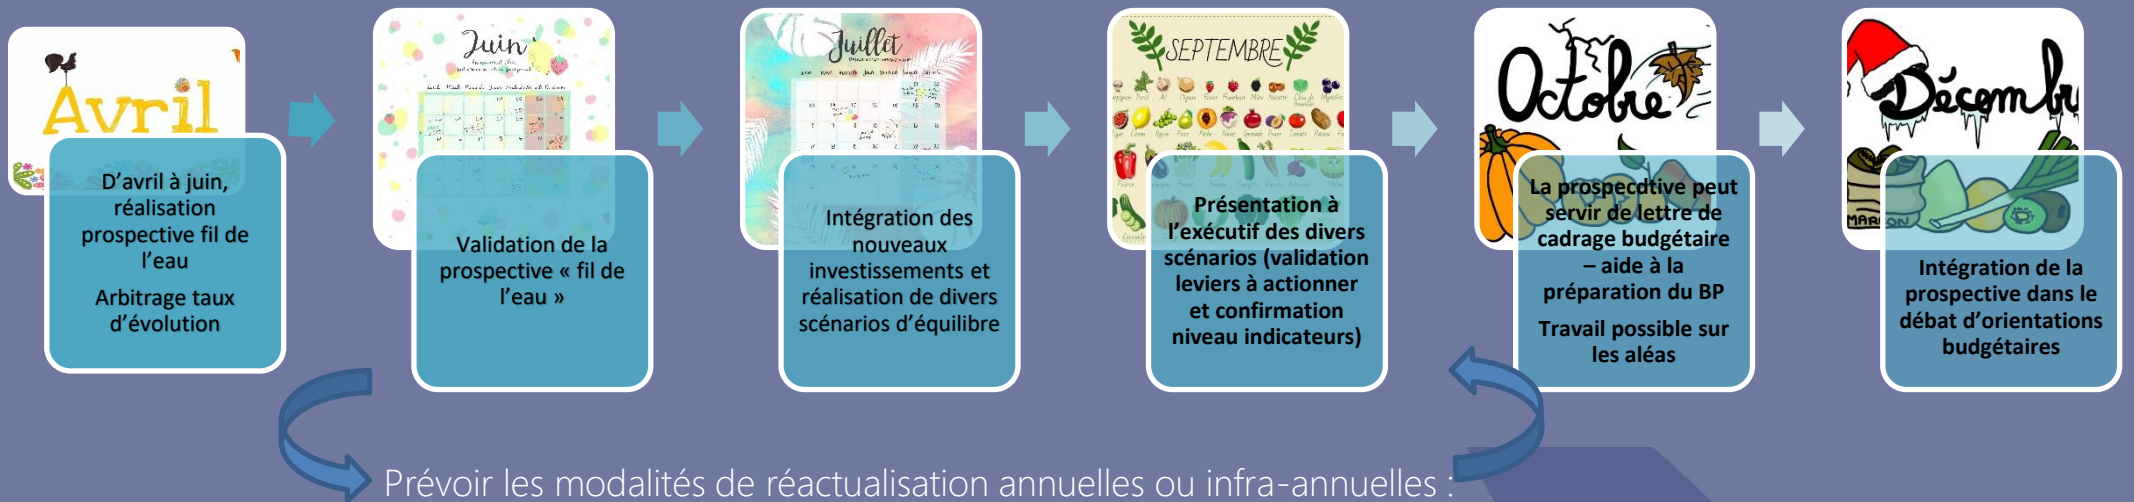 Avril
D’avril à juin,
réalisation
prospective fil de
l’eau
Arbitrage taux
d’évolution
Juin
Validation de la
prospective « fil de
l’eau »
Juillet
Intégration des
nouveaux
investissements et
réalisation de divers
scénarios d’équilibre
SEPTEMBRE
Présentation à
l’exécutif des divers
scénarios (validation
leviers à actionner
et confirmation
niveau indicateurs)
Octobre
La prospecdtive peut
servir de lettre de
cadrage budgétaire
– aide à la
préparation du BP
Travail possible sur
les aléas
Décembr
Intégration de la
prospective dans le
débat d’orientations
budgétaires
Prévoir les modalités de réactualisation annuelles ou infra-annuelles :